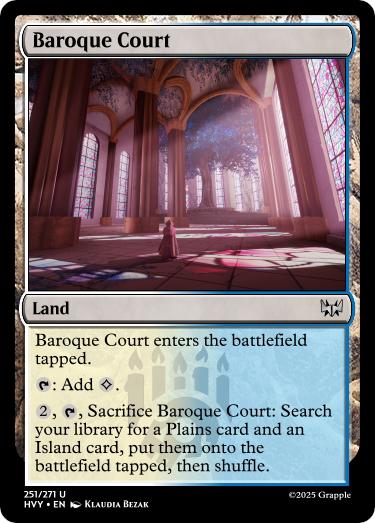 Baroque Court
Land
Baroque Court enters the battlefield
tapped.
: Add .
2, , Sacrifice Baroque Court: Search
your library for a Plains card and an
Island card, put them onto the
battlefield tapped, then shuffle.
251/271 U
HVY • EN Klaudia Bezak
©2025 Grapple